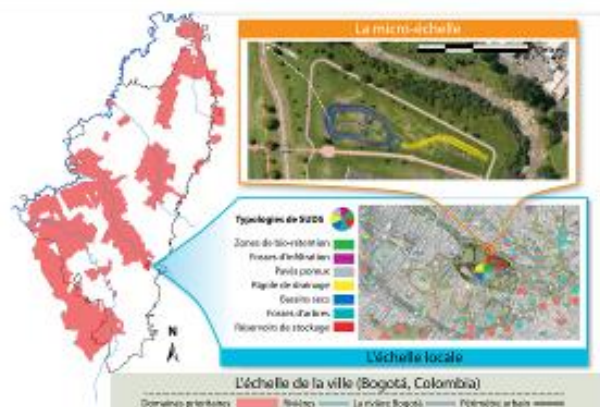 La micro-échelle
Typologies de SUDS
Zones de bio-rétention
Fosses d'infiltration
Pavés poreux
Rigole de drainage
Bassins secs
Fosses d'arbres
Réservoirs de stockage
N
L'échelle locale
L'échelle de la ville (Bogotá, Colombia)
Domaines prioritaires Rivières La rivière Bogotá Périmètre urbain